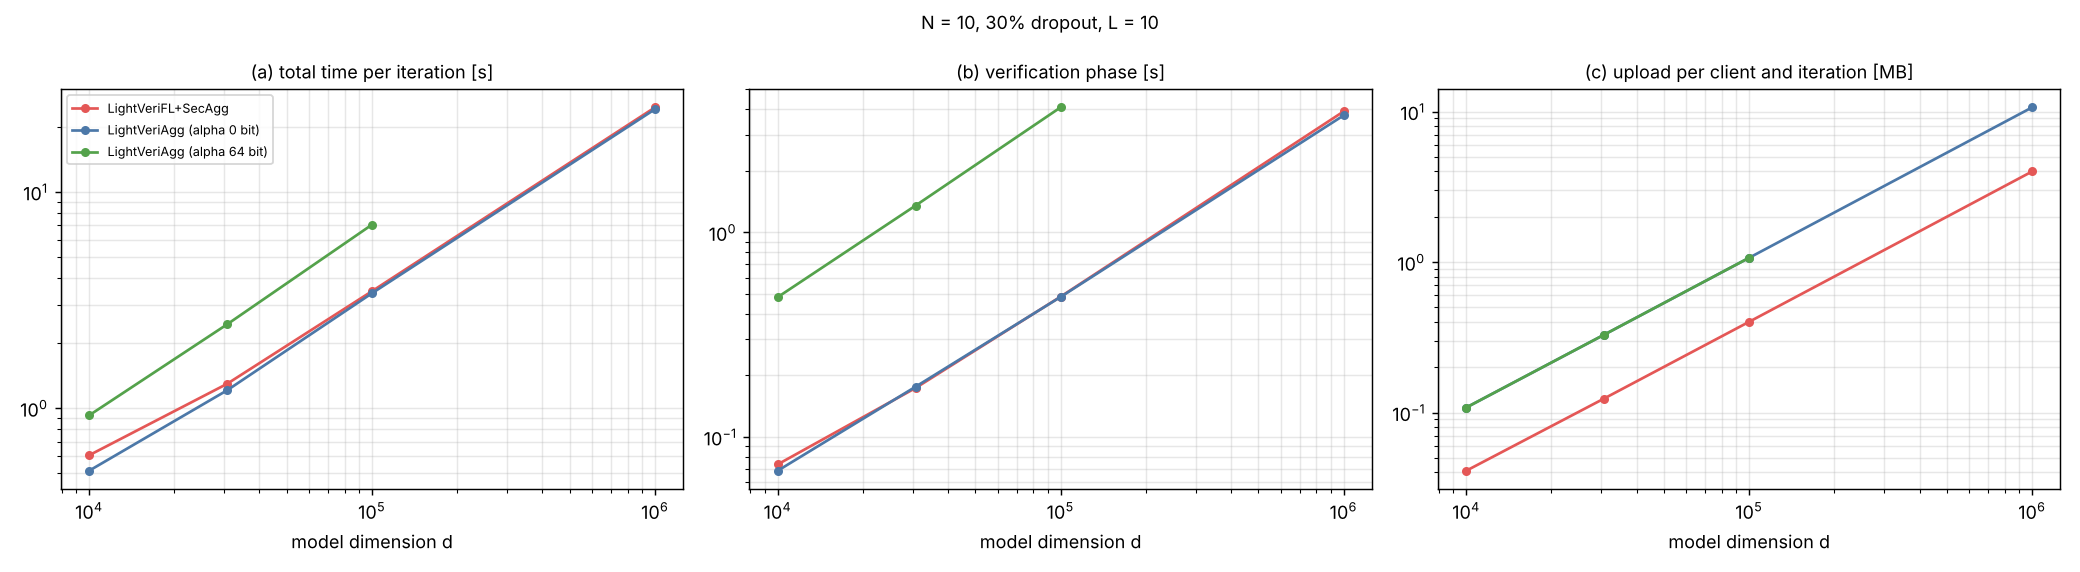 N = 10, 30% dropout, L = 10
(a) total time per iteration [s]
LightVeriFL+SecAgg
LightVeriAgg (alpha 0 bit)
LightVeriAgg (alpha 64 bit)
10¹
10⁰
10⁴ 10⁵ 10⁶
model dimension d
(b) verification phase [s]
10⁰
10⁻¹
10⁴ 10⁵ 10⁶
model dimension d
(c) upload per client and iteration [MB]
10¹
10⁰
10⁻¹
10⁴ 10⁵ 10⁶
model dimension d